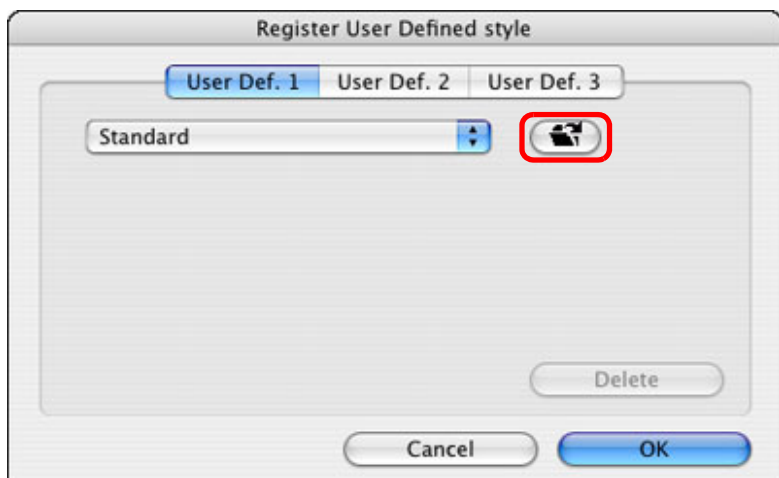 Register User Defined style
User Def. 1 User Def. 2 User Def. 3
Standard
Delete
Cancel OK